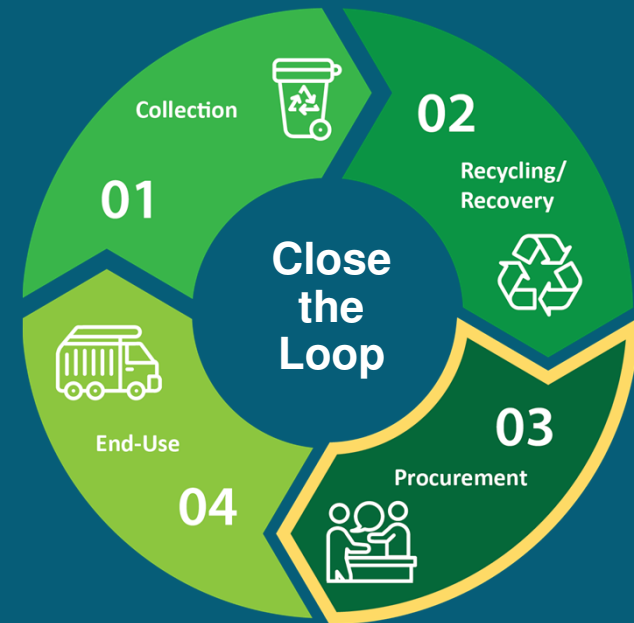 Collection
01
02
Recycling/
Recovery
Close
the
Loop
03
Procurement
End-Use
04